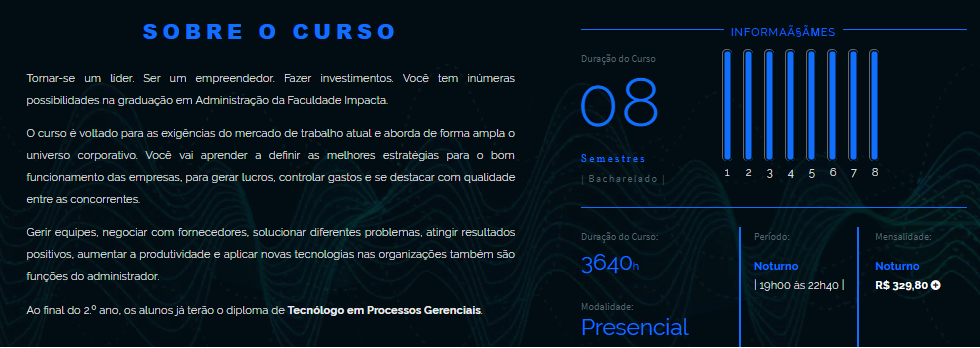 SOBRE O CURSO
Tornar-se um líder. Ser um empreendedor. Fazer investimentos. Você tem inúmeras
possibilidades na graduação em Administração da Faculdade Impacta.
O curso é voltado para as exigências do mercado de trabalho atual e aborda de forma ampla o
universo corporativo. Você vai aprender a definir as melhores estratégias para o bom
funcionamento das empresas, para gerar lucros, controlar gastos e se destacar com qualidade
entre as concorrentes.
Gerir equipes, negociar com fornecedores, solucionar diferentes problemas, atingir resultados
positivos, aumentar a produtividade e aplicar novas tecnologias nas organizações também são
funções do administrador.
Ao final do 2.º ano, os alunos já terão o diploma de Tecnólogo em Processos Gerenciais.
INFORMAÃ§ÃMES
Duração do Curso
08
Semestres
| Bacharelado |
1 2 3 4 5 6 7 8
Duração do Curso:
3640h
Modalidade:
Presencial
Período:
Noturno
| 19h00 ás 22h40 |
Mensalidade:
Noturno
R$ 329,80